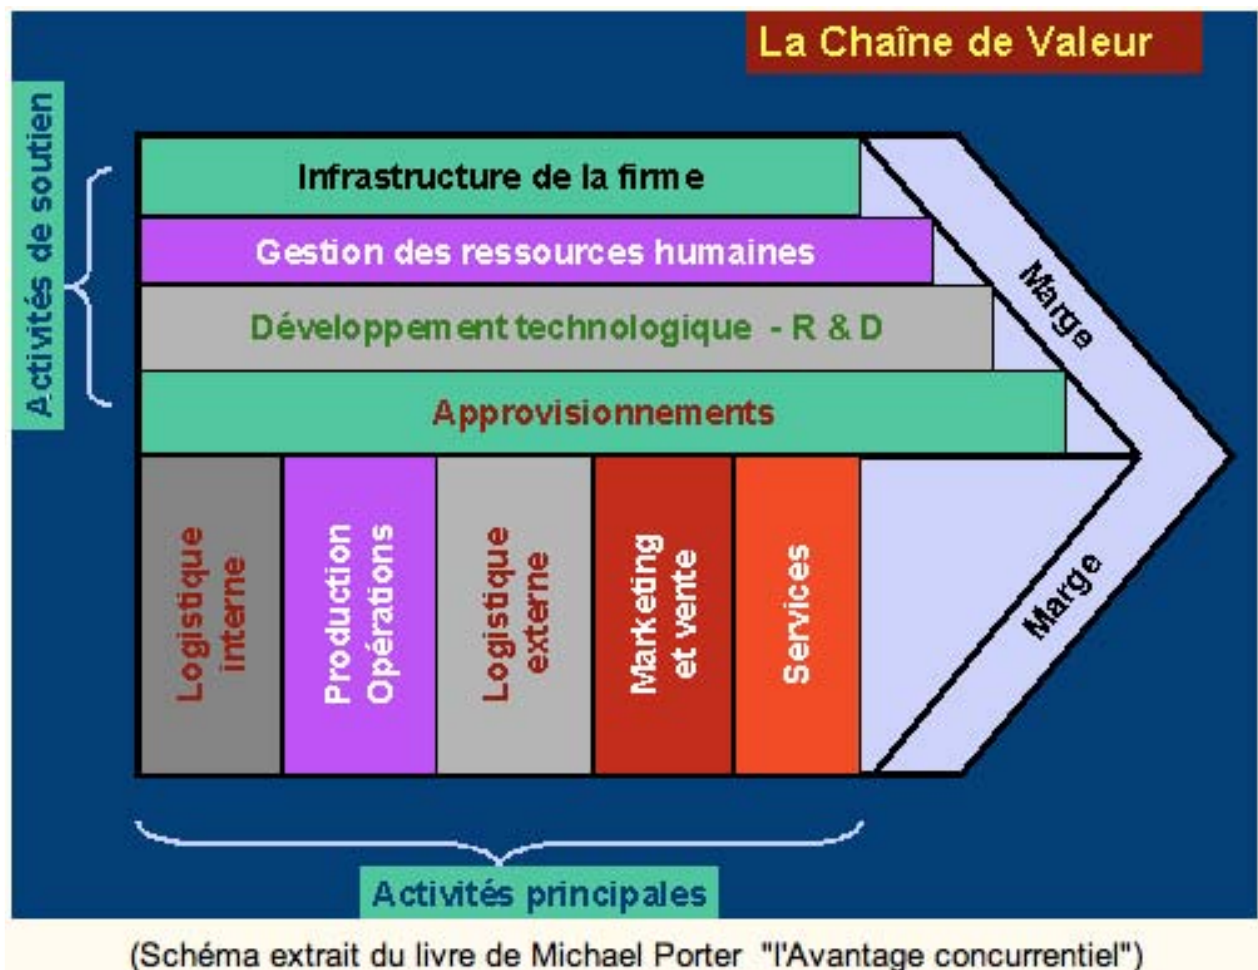 La Chaîne de Valeur
Activités de soutien
Infrastructure de la firme
Gestion des ressources humaines
Développement technologique - R & D
Approvisionnements
Marge
Logistique
interne
Production
Opérations
Logistique
externe
Marketing
et vente
Services
Marge
Activités principales
(Schéma extrait du livre de Michael Porter "l'Avantage concurrentiel")